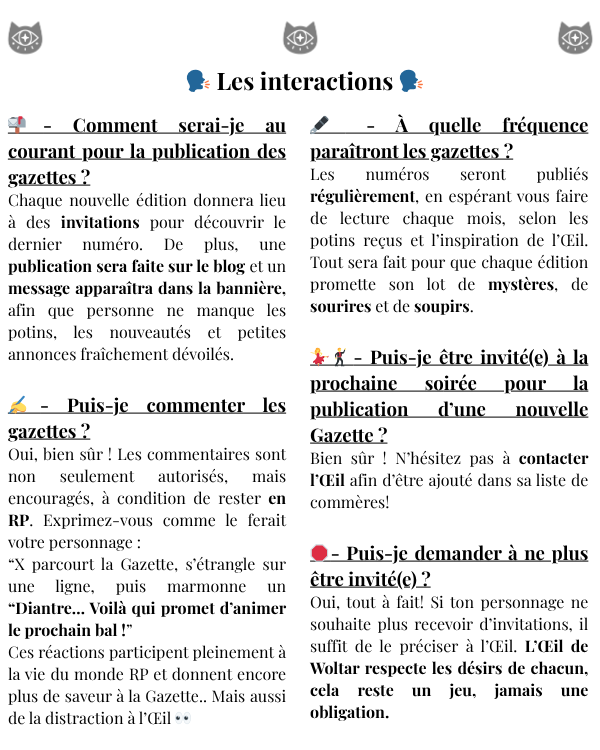 🗣️ Les interactions 🗣️
📬 - Comment serai-je au
courant pour la publication des
gazettes ?
Chaque nouvelle édition donnera lieu
à des invitations pour découvrir le
dernier numéro. De plus, une
publication sera faite sur le blog et un
message apparaîtra dans la bannière,
afin que personne ne manque les
potins, les nouveautés et petites
annonces fraîchement dévoilés.
✍️ - Puis-je commenter les
gazettes ?
Oui, bien sûr ! Les commentaires sont
non seulement autorisés, mais
encouragés, à condition de rester en
RP. Exprimez-vous comme le ferait
votre personnage :
“X parcourt la Gazette, s’étrangle sur
une ligne, puis marmonne un
“Diantre... Voilà qui promet d’animer
le prochain bal !”
Ces réactions participent pleinement à
la vie du monde RP et donnent encore
plus de saveur à la Gazette.. Mais aussi
de la distraction à l’Œil 👀
🖋️ - À quelle fréquence
paraîtront les gazettes ?
Les numéros seront publiés
régulièrement, en espérant vous faire
de lecture chaque mois, selon les
potins reçus et l’inspiration de l’Œil.
Tout sera fait pour que chaque édition
promette son lot de mystères, de
sourires et de soupirs.
💃🕺 - Puis-je être invité(e) à la
prochaine soirée pour la
publication d’une nouvelle
Gazette ?
Bien sûr ! N’hésitez pas à contacter
l’Œil afin d’être ajouté dans sa liste de
commères!
🛑 - Puis-je demander à ne plus
être invité(e) ?
Oui, tout à fait! Si ton personnage ne
souhaite plus recevoir d’invitations, il
suffit de le préciser à l’Œil. L’Œil de
Woltar respecte les désirs de chacun,
cela reste un jeu, jamais une
obligation.